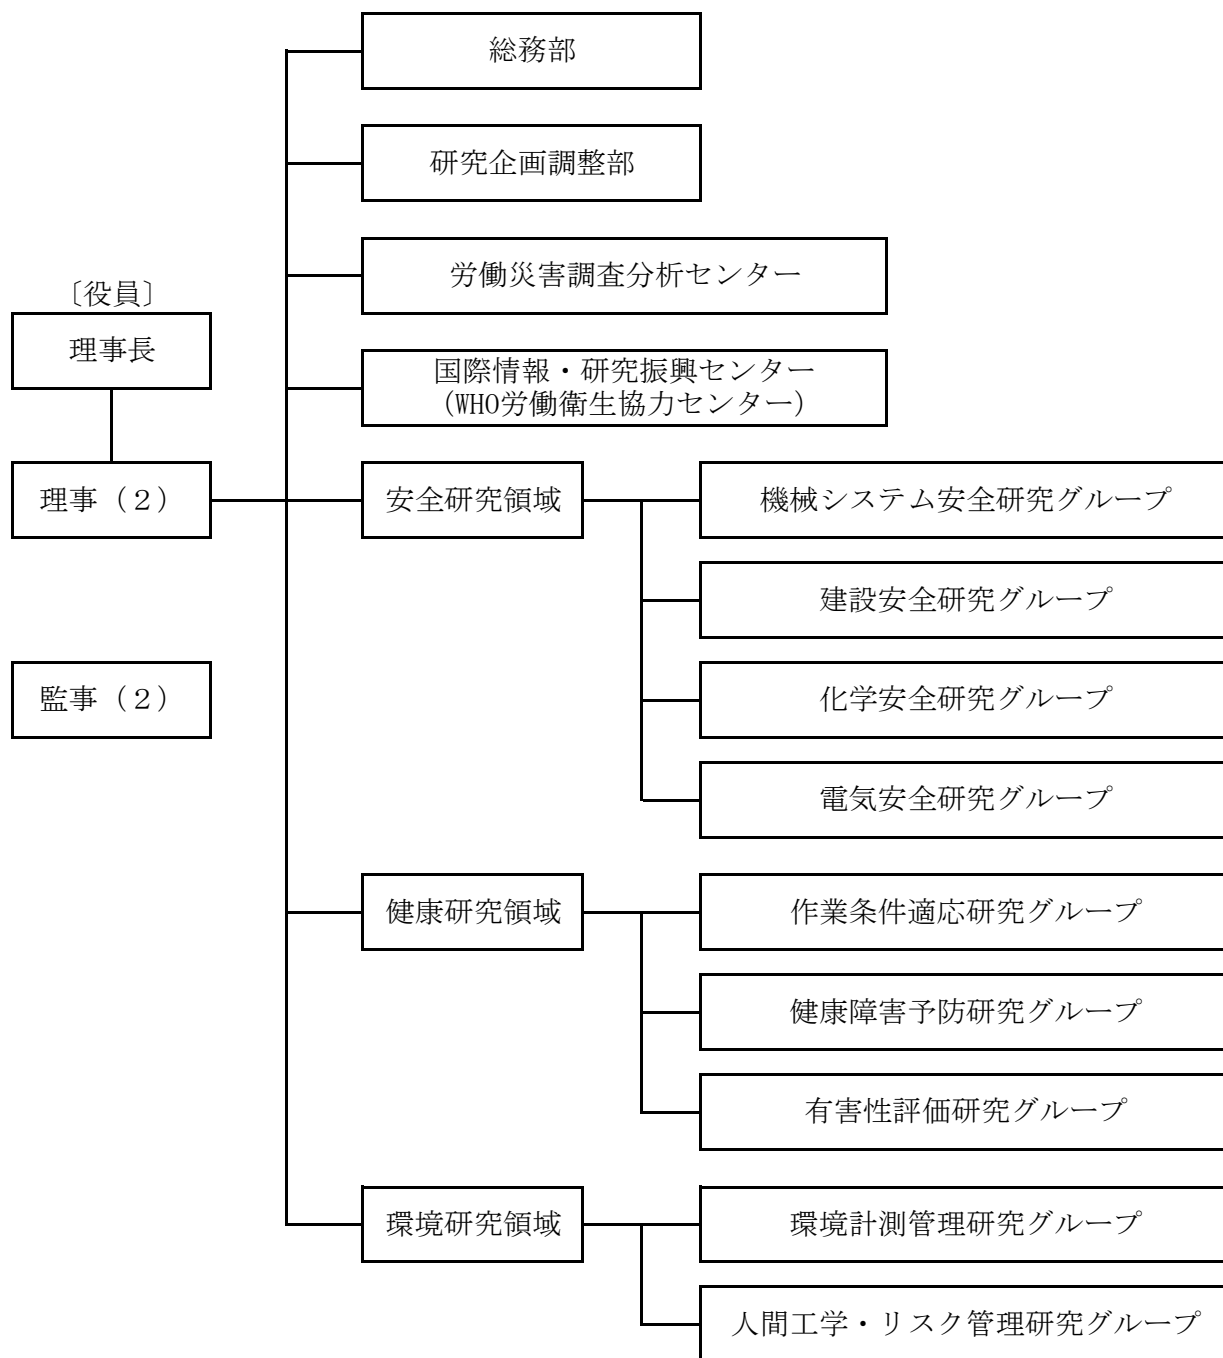 総務部
研究企画調整部
労働災害調査分析センター
〔役員〕
理事長
国際情報・研究振興センター
(WHO労働衛生協力センター)
理事（２）
安全研究領域
機械システム安全研究グループ
建設安全研究グループ
監事（２）
化学安全研究グループ
電気安全研究グループ
健康研究領域
作業条件適応研究グループ
健康障害予防研究グループ
有害性評価研究グループ
環境研究領域
環境計測管理研究グループ
人間工学・リスク管理研究グループ